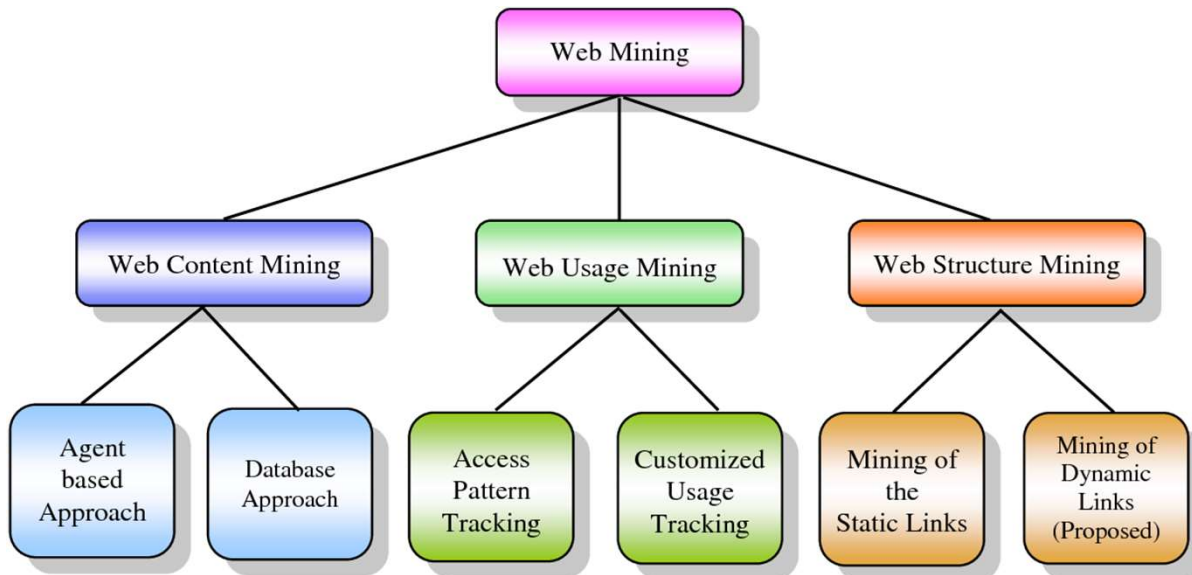 Web Mining
Web Content Mining
Web Usage Mining
Web Structure Mining
Agent
based
Approach
Database
Approach
Access
Pattern
Tracking
Customized
Usage
Tracking
Mining of
the
Static Links
Mining of
Dynamic
Links
(Proposed)